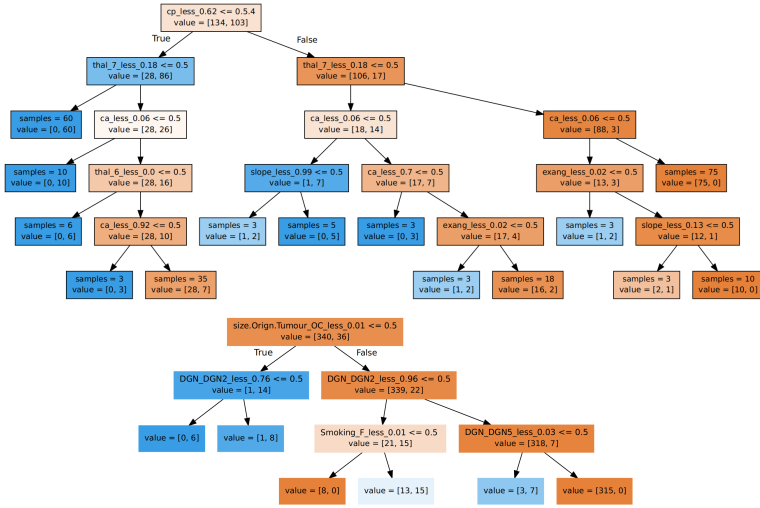 cp_less_0.62 <= 0.5.4
value = [134, 103]
True
False
thal_7_less_0.18 <= 0.5
value = [28, 86]
thal_7_less_0.18 <= 0.5
value = [106, 17]
samples = 60
value = [0, 60]
ca_less_0.06 <= 0.5
value = [28, 26]
ca_less_0.06 <= 0.5
value = [18, 14]
ca_less_0.06 <= 0.5
value = [88, 3]
samples = 10
value = [0, 10]
thal_6_less_0.0 <= 0.5
value = [28, 16]
slope_less_0.99 <= 0.5
value = [1, 7]
ca_less_0.7 <= 0.5
value = [17, 7]
exang_less_0.02 <= 0.5
value = [13, 3]
samples = 75
value = [75, 0]
samples = 6
value = [0, 6]
ca_less_0.92 <= 0.5
value = [28, 10]
samples = 3
value = [1, 2]
samples = 5
value = [0, 5]
samples = 3
value = [0, 3]
exang_less_0.02 <= 0.5
value = [17, 4]
samples = 3
value = [1, 2]
slope_less_0.13 <= 0.5
value = [12, 1]
samples = 3
value = [0, 3]
samples = 35
value = [28, 7]
samples = 3
value = [1, 2]
samples = 18
value = [16, 2]
samples = 3
value = [2, 1]
samples = 10
value = [10, 0]
size.Orign.Tumour_OC_less_0.01 <= 0.5
value = [340, 36]
True
False
DGN_DGN2_less_0.76 <= 0.5
value = [1, 14]
DGN_DGN2_less_0.96 <= 0.5
value = [339, 22]
value = [0, 6]
value = [1, 8]
Smoking_F_less_0.01 <= 0.5
value = [21, 15]
DGN_DGN5_less_0.03 <= 0.5
value = [318, 7]
value = [8, 0]
value = [13, 15]
value = [3, 7]
value = [315, 0]